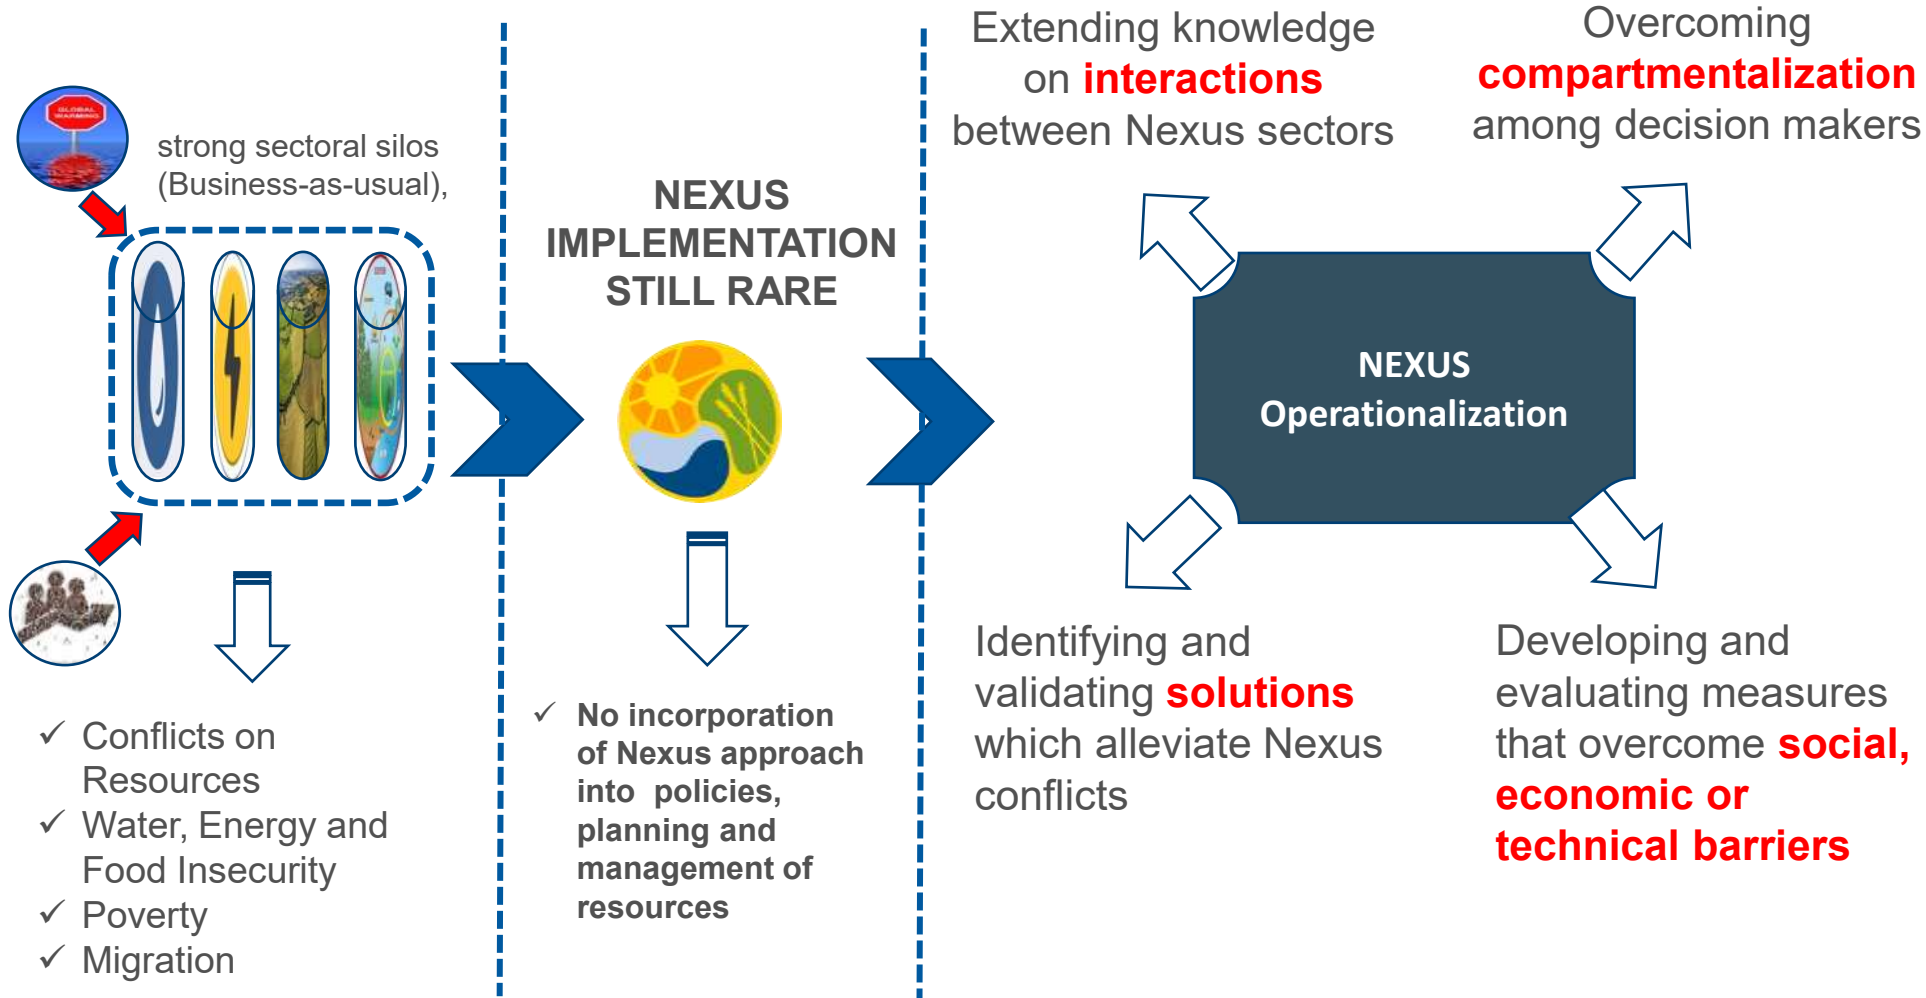 GLOBAL
WARMING
strong sectoral silos
(Business-as-usual),
✓ Conflicts on
Resources
✓ Water, Energy and
Food Insecurity
✓ Poverty
✓ Migration
NEXUS
IMPLEMENTATION
STILL RARE
✓ No incorporation
of Nexus approach
into policies,
planning and
management of
resources
Extending knowledge
on interactions
between Nexus sectors
Overcoming
compartmentalization
among decision makers
NEXUS
Operationalization
Identifying and
validating solutions
which alleviate Nexus
conflicts
Developing and
evaluating measures
that overcome social,
economic or
technical barriers